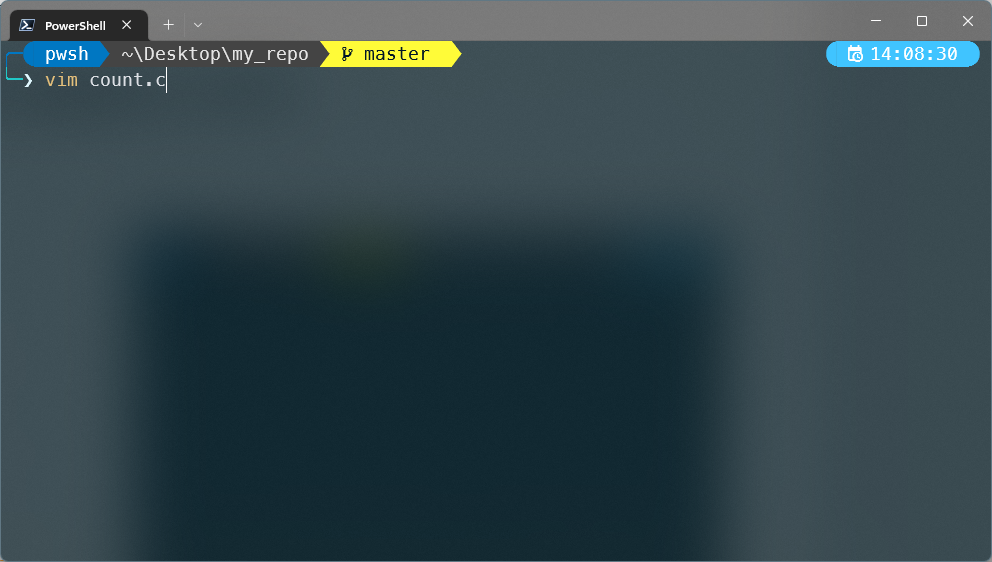 PowerShell
pwsh ~\Desktop\my_repo master 14:08:30
❯ vim count.c